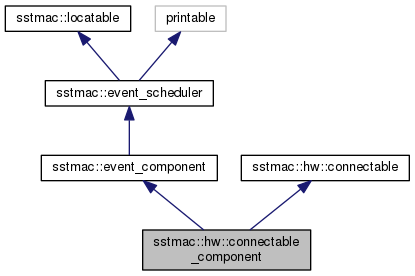 sstmac::locatable
printable
sstmac::event_scheduler
sstmac::event_component
sstmac::hw::connectable
sstmac::hw::connectable
_component